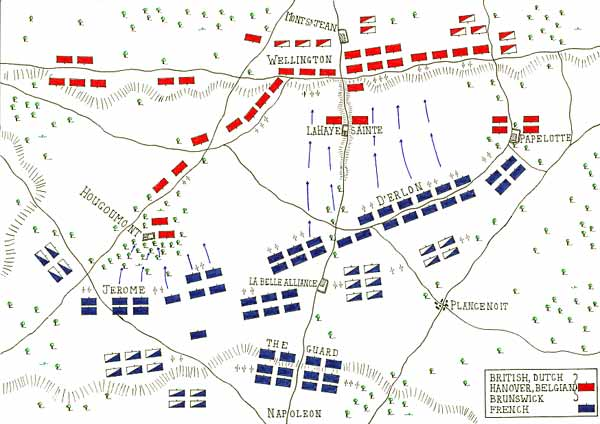 MONT ST JEAN
WELLINGTON
LA HAYE SAINTE
PAPELOTTE
HOUGOUMONT
D'ERLON
JEROME
LA BELLE ALLIANCE
PLANCENOIT
THE GUARD
NAPOLEON
BRITISH, DUTCH
HANOVER, BELGIAN
BRUNSWICK
FRENCH